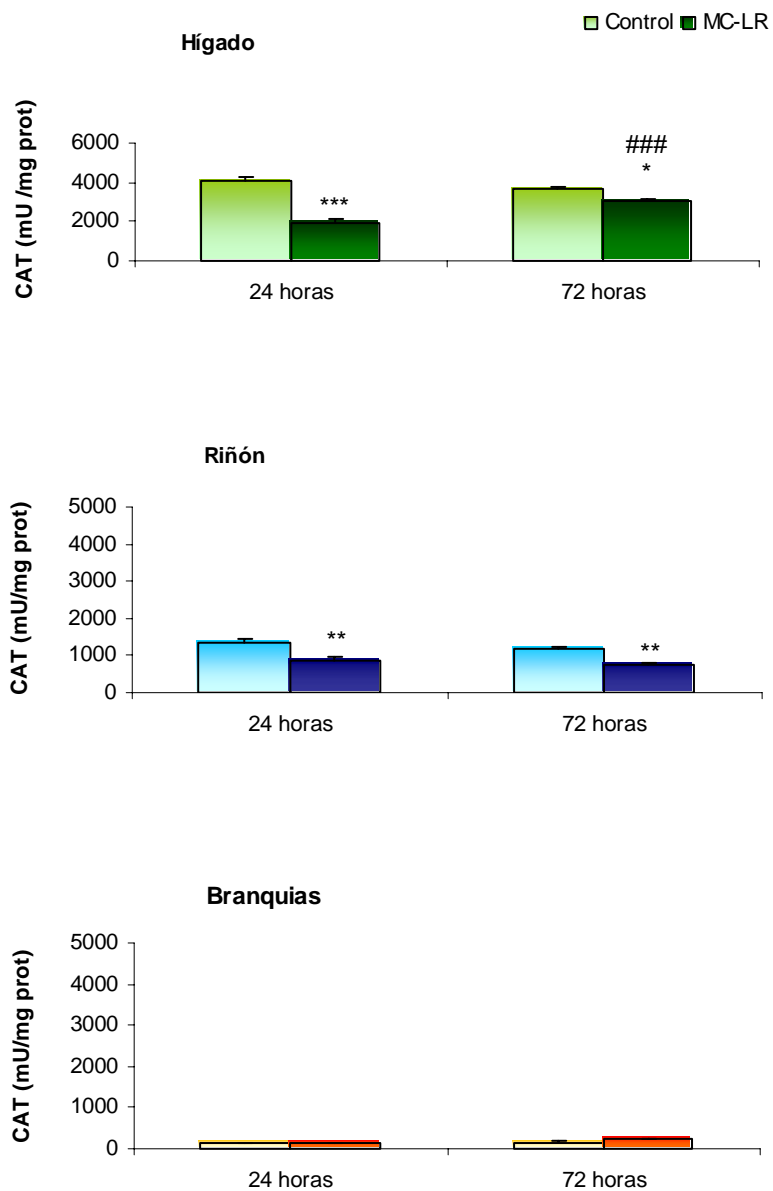 Control MC-LR
Hígado
CAT (mU /mg prot)
6000
4000
2000
0
***
###
*
24 horas 72 horas
Riñón
CAT (mU/mg prot)
5000
4000
3000
2000
1000
0
**
**
24 horas 72 horas
Branquias
CAT (mU/mg prot)
5000
4000
3000
2000
1000
0
24 horas 72 horas